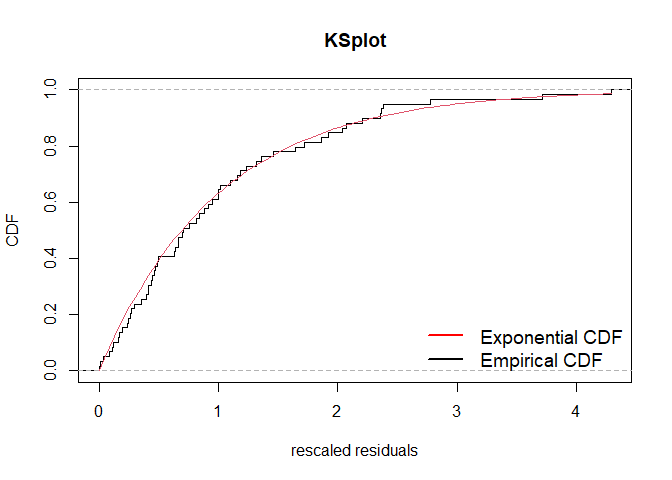 KSplot
CDF
1.0
0.8
0.6
0.4
0.2
0.0
Exponential CDF
Empirical CDF
0 1 2 3 4
rescaled residuals